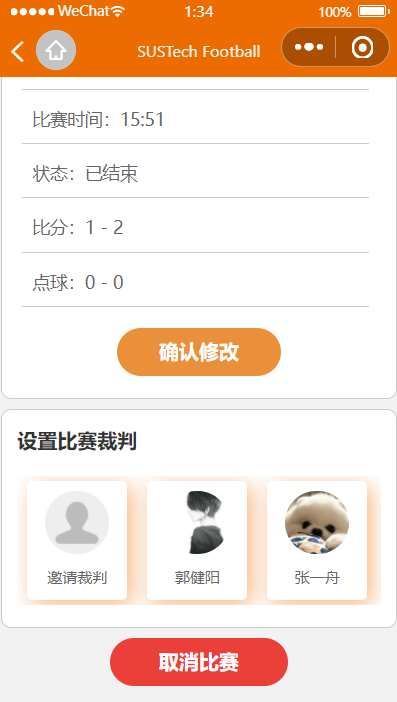 ●●●●● WeChat 1:34 100%
SUSTech Football
比赛时间：15:51
状态：已结束
比分：1 - 2
点球：0 - 0
确认修改
设置比赛裁判
邀请裁判 郭健阳 张一舟
取消比赛